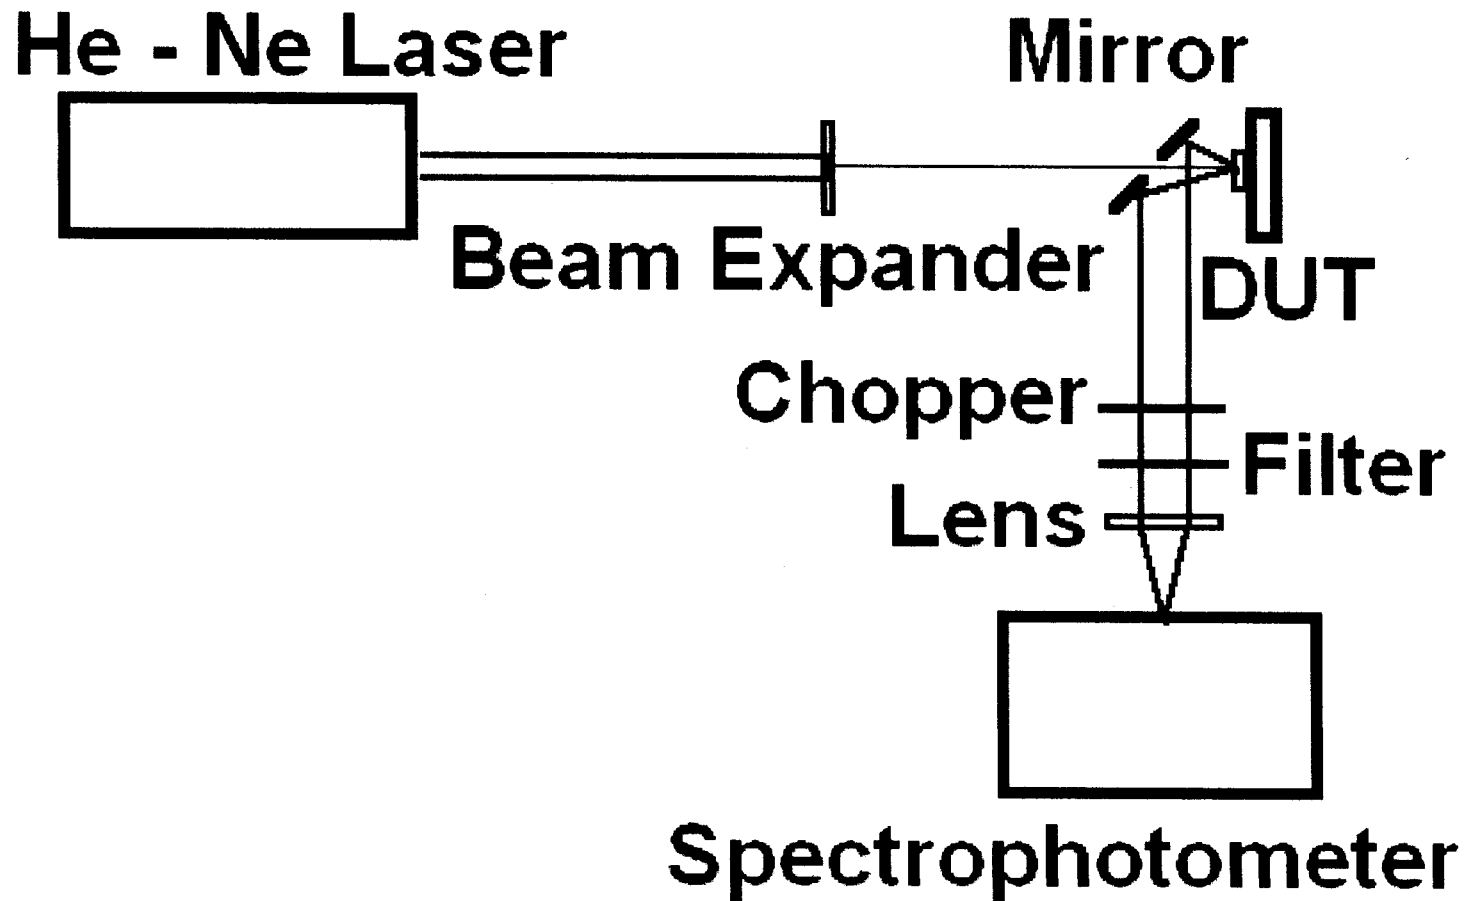 He - Ne Laser
Mirror
Beam Expander
DUT
Chopper
Filter
Lens
Spectrophotometer